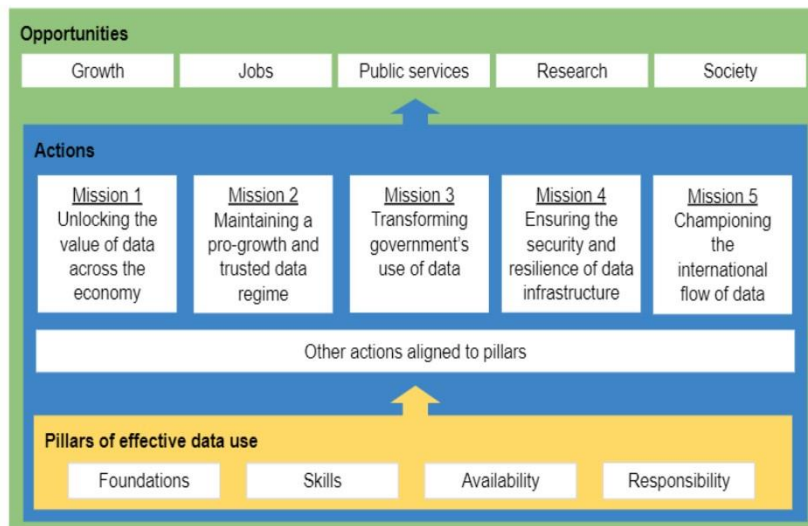 Opportunities
Growth
Jobs
Public services
Research
Society
Actions
Mission 1
Unlocking the
value of data
across the
economy
Mission 2
Maintaining a
pro-growth and
trusted data
regime
Mission 3
Transforming
government's
use of data
Mission 4
Ensuring the
security and
resilience of data
infrastructure
Mission 5
Championing
the
international
flow of data
Other actions aligned to pillars
Pillars of effective data use
Foundations
Skills
Availability
Responsibility